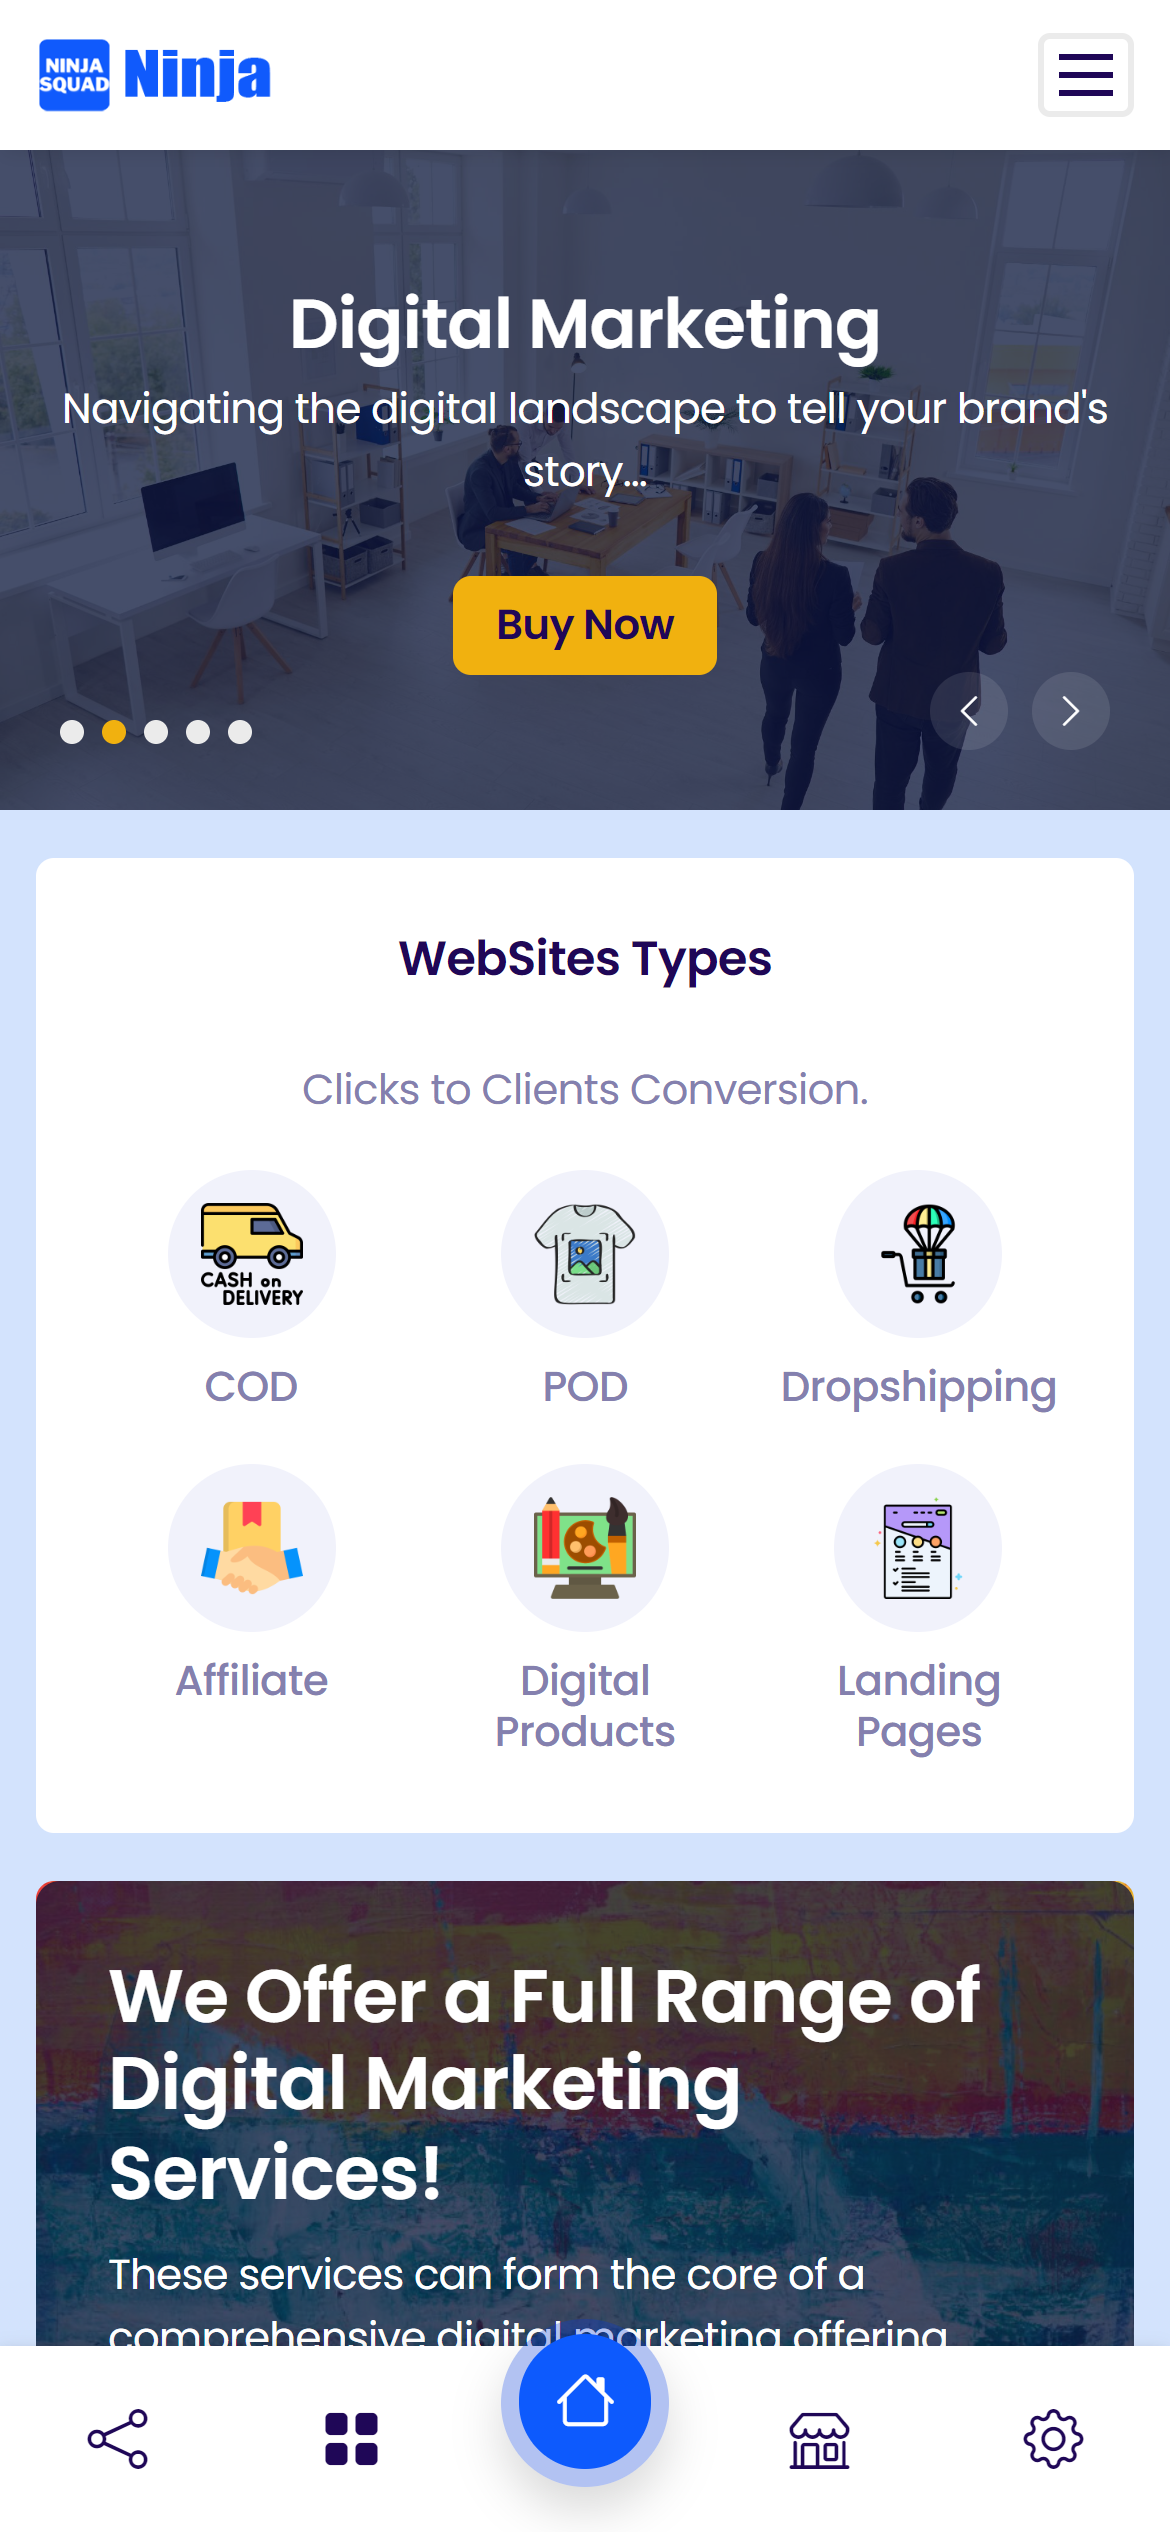 NINJA
SQUAD
Ninja
Digital Marketing
Navigating the digital landscape to tell your brand's
story...
Buy Now
WebSites Types
Clicks to Clients Conversion.
CASH on
DELIVERY
COD
POD
Dropshipping
Affiliate
Digital
Products
Landing
Pages
We Offer a Full Range of
Digital Marketing
Services!
These services can form the core of a
comprehensive digital marketing offering